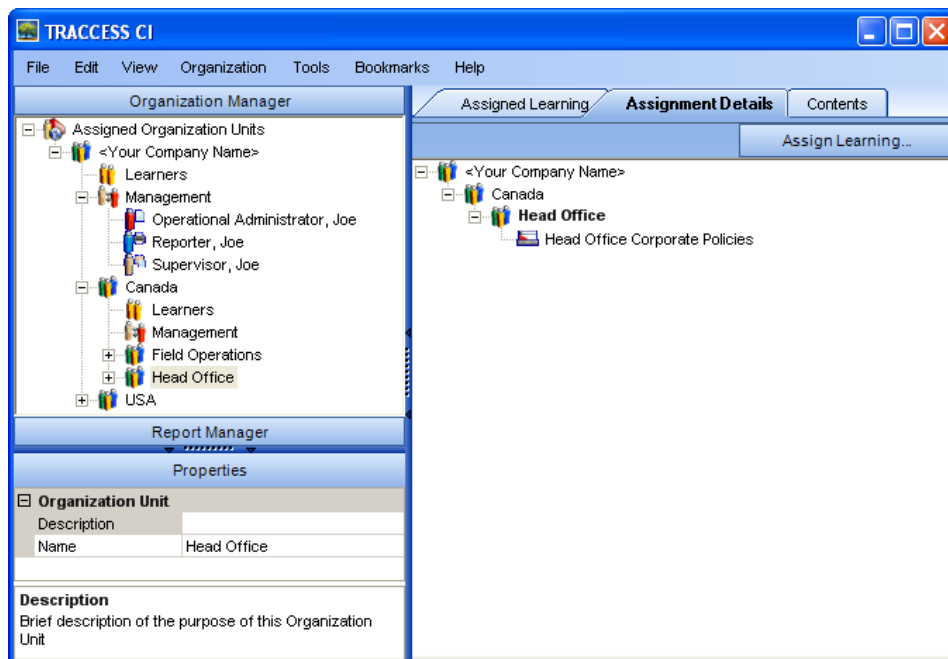 TRACCESS CI
File Edit View Organization Tools Bookmarks Help
Organization Manager
Assigned Organization Units
<Your Company Name>
Learners
Management
Operational Administrator, Joe
Reporter, Joe
Supervisor, Joe
Canada
Learners
Management
Field Operations
Head Office
USA
Report Manager
Properties
Organization Unit
Description
Name Head Office
Description
Brief description of the purpose of this Organization
Unit
Assigned Learning Assignment Details Contents
Assign Learning...
<Your Company Name>
Canada
Head Office
Head Office Corporate Policies